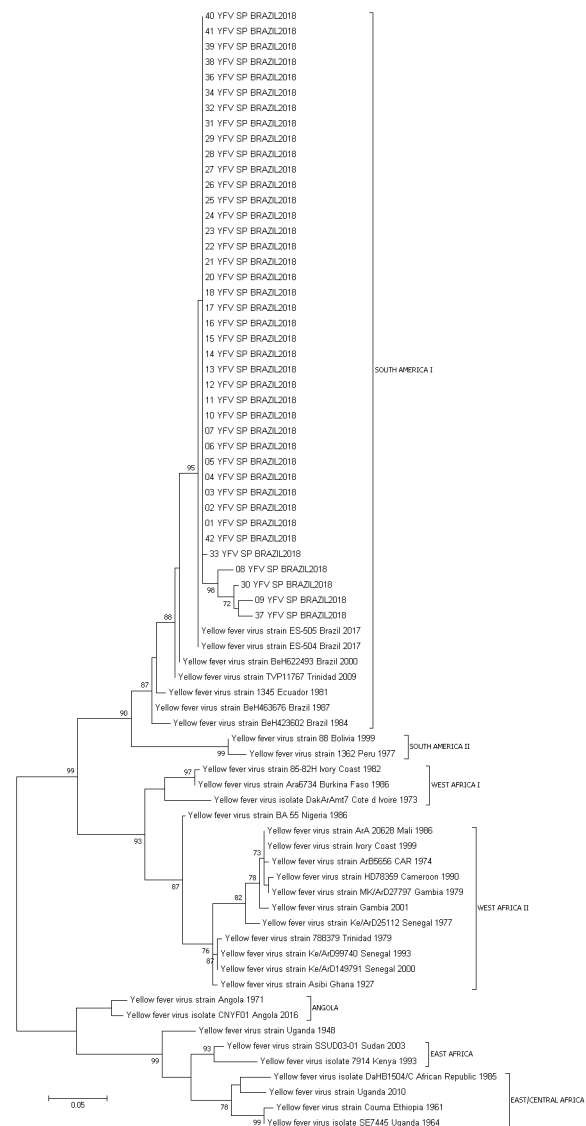 40 YFV SP BRAZIL2018
41 YFV SP BRAZIL2018
39 YFV SP BRAZIL2018
38 YFV SP BRAZIL2018
36 YFV SP BRAZIL2018
34 YFV SP BRAZIL2018
32 YFV SP BRAZIL2018
31 YFV SP BRAZIL2018
29 YFV SP BRAZIL2018
28 YFV SP BRAZIL2018
27 YFV SP BRAZIL2018
26 YFV SP BRAZIL2018
25 YFV SP BRAZIL2018
24 YFV SP BRAZIL2018
23 YFV SP BRAZIL2018
22 YFV SP BRAZIL2018
21 YFV SP BRAZIL2018
20 YFV SP BRAZIL2018
18 YFV SP BRAZIL2018
17 YFV SP BRAZIL2018
16 YFV SP BRAZIL2018
15 YFV SP BRAZIL2018
14 YFV SP BRAZIL2018
13 YFV SP BRAZIL2018
SOUTH AMERICA I
12 YFV SP BRAZIL2018
11 YFV SP BRAZIL2018
10 YFV SP BRAZIL2018
07 YFV SP BRAZIL2018
06 YFV SP BRAZIL2018
05 YFV SP BRAZIL2018
95
04 YFV SP BRAZIL2018
03 YFV SP BRAZIL2018
02 YFV SP BRAZIL2018
01 YFV SP BRAZIL2018
42 YFV SP BRAZIL2018
33 YFV SP BRAZIL2018
08 YFV SP BRAZIL2018
98
30 YFV SP BRAZIL2018
72
09 YFV SP BRAZIL2018
37 YFV SP BRAZIL2018
88
Yellow fever virus strain ES-505 Brazil 2017
Yellow fever virus strain ES-504 Brazil 2017
Yellow fever virus strain BeH622493 Brazil 2000
Yellow fever virus strain TVP11767 Trinidad 2009
87
Yellow fever virus strain 1345 Ecuador 1981
Yellow fever virus strain BeH463676 Brazil 1987
90
Yellow fever virus strain BeH423602 Brazil 1984
Yellow fever virus strain 88 Bolivia 1999
SOUTH AMERICA II
99
Yellow fever virus strain 1362 Peru 1977
99
Yellow fever virus strain 85-82H Ivory Coast 1982
97
Yellow fever virus strain Ara6734 Burkina Faso 1986
WEST AFRICA I
Yellow fever virus isolate DakArAmt7 Cote d Ivoire 1973
93
Yellow fever virus strain BA 55 Nigeria 1986
Yellow fever virus strain ArA 20628 Mali 1986
Yellow fever virus strain Ivory Coast 1999
73
Yellow fever virus strain ArB5656 CAR 1974
87
78
Yellow fever virus strain HD78359 Cameroon 1990
Yellow fever virus strain MK/ArD27797 Gambia 1979
82
Yellow fever virus strain Gambia 2001
WEST AFRICA II
Yellow fever virus strain Ke/ArD25112 Senegal 1977
Yellow fever virus strain 788379 Trinidad 1979
76
Yellow fever virus strain Ke/ArD99740 Senegal 1993
87
Yellow fever virus strain Ke/ArD149791 Senegal 2000
Yellow fever virus strain Asibi Ghana 1927
Yellow fever virus strain Angola 1971
ANGOLA
Yellow fever virus isolate CNYF01 Angola 2016
Yellow fever virus strain Uganda 1948
99
93
Yellow fever virus strain SSUD03-01 Sudan 2003
EAST AFRICA
Yellow fever virus isolate 7914 Kenya 1993
Yellow fever virus isolate DaHB1504/C African Republic 1985
Yellow fever virus strain Uganda 2010
EAST/CENTRAL AFRICA
78
Yellow fever virus strain Couma Ethiopia 1961
99
Yellow fever virus isolate SE7445 Uganda 1964
0.05